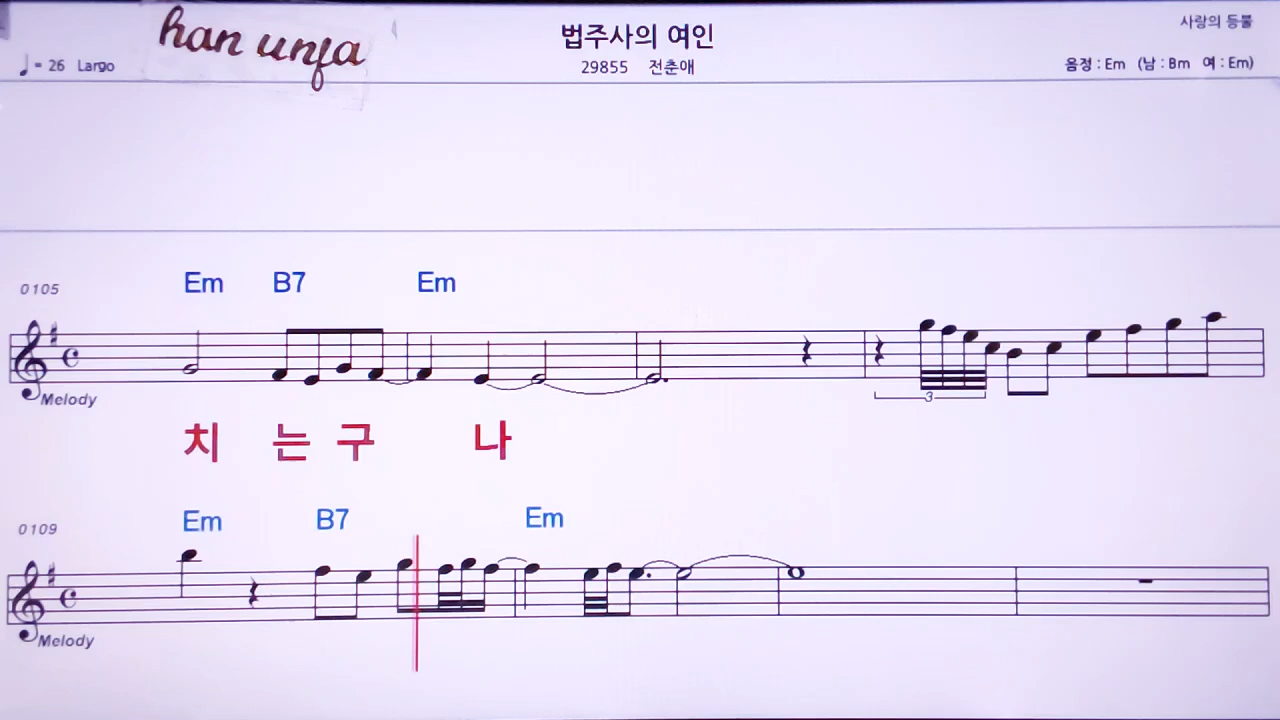 han unja
법주사의 여인
사랑의 등불
♩= 26 Largo
29855 전춘애
음정 : Em (남 : Bm 여 : Em)
0105
Em B7 Em
Melody
3
치 는 구 나
0109
Em B7 Em
Melody